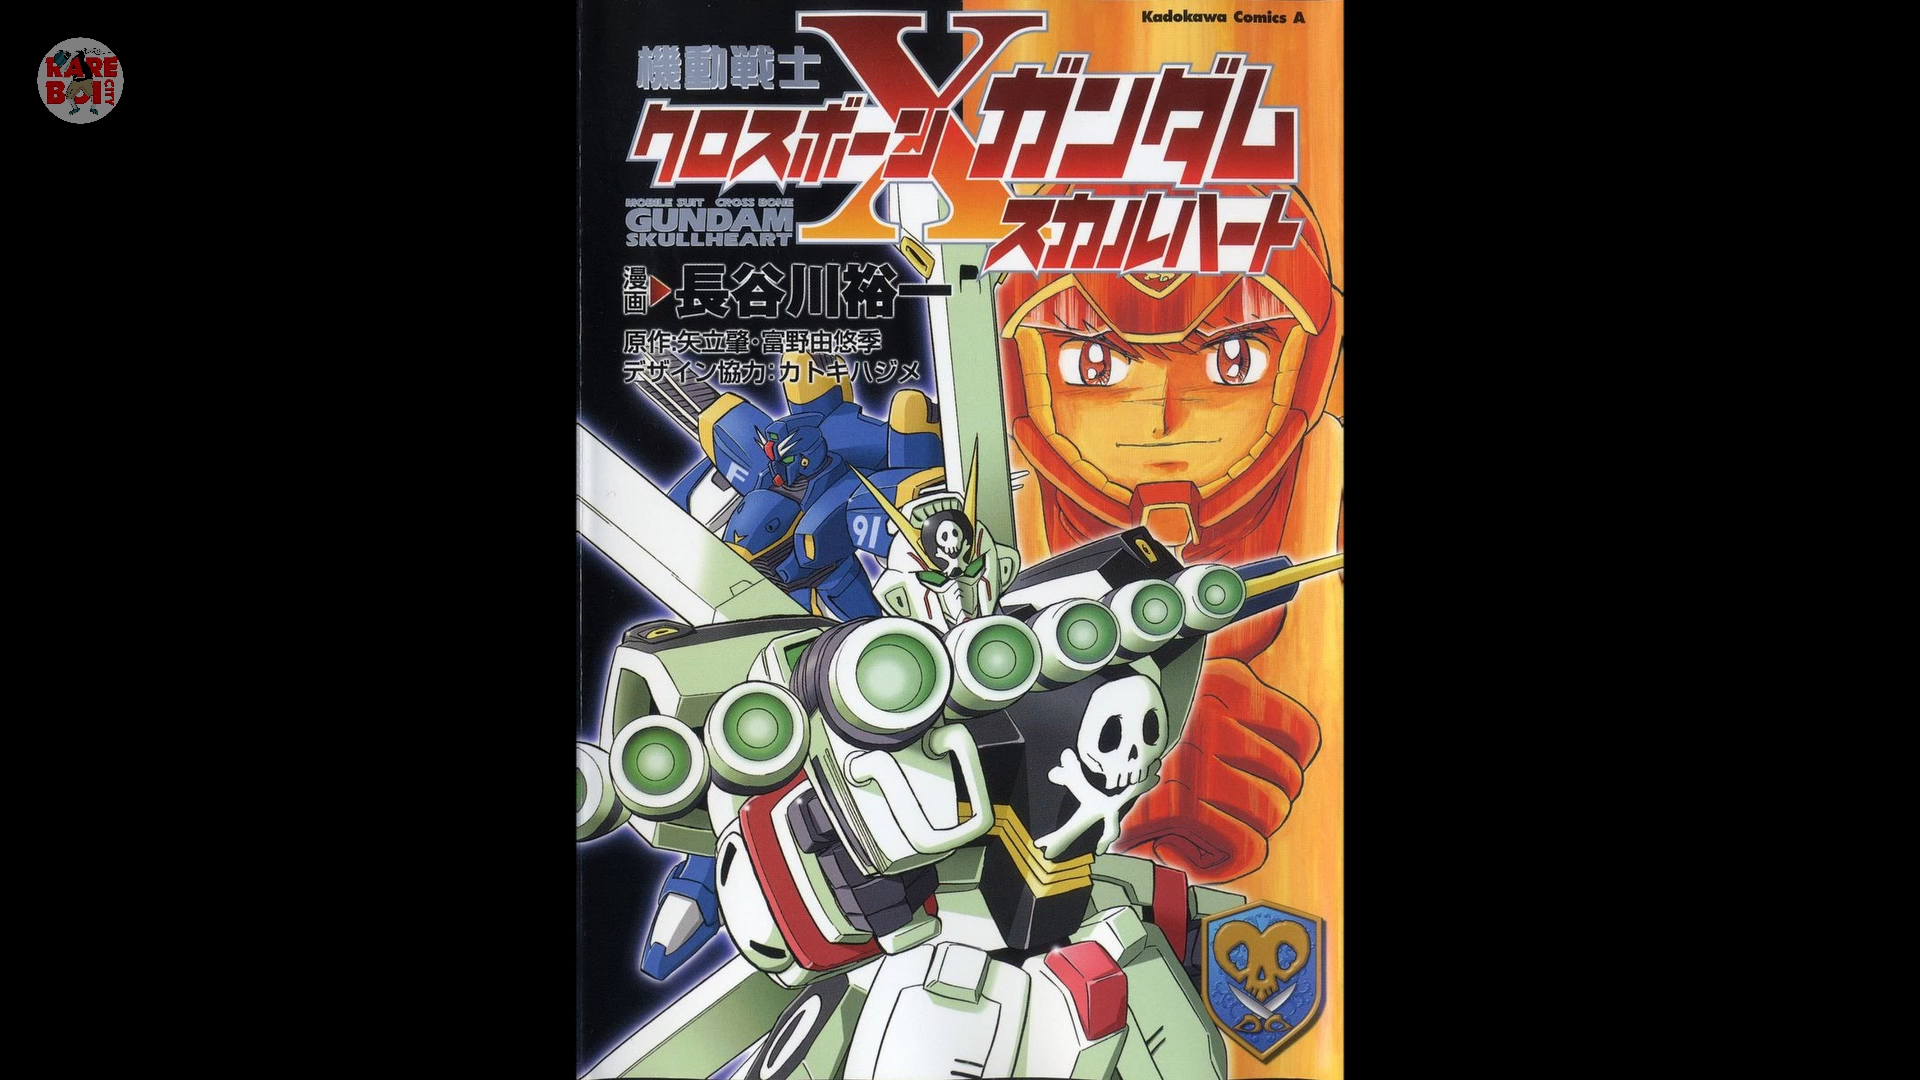 RARE
BOI
CITY
Kadokawa Comics A
機動戦士
X
クロスボーン
ガンダム
MOBILE SUIT CROSS BONE
GUNDAM
SKULLHEART
スカルハート
漫画▶長谷川裕一
原作:矢立肇・富野由悠季
デザイン協力:カトキハジメ
F
91